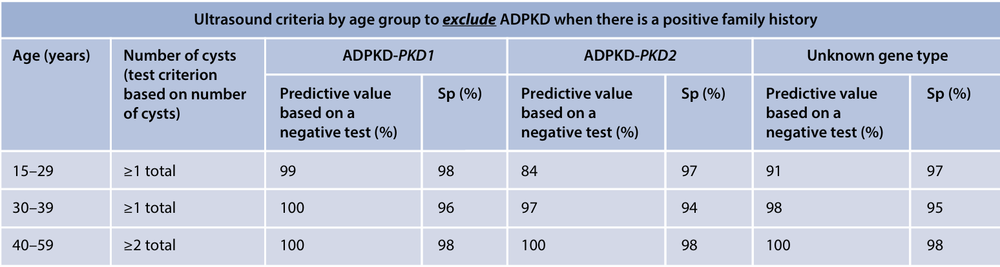 Ultrasound criteria by age group to exclude ADPKD when there is a positive family history
Age (years)
Number of cysts
(test criterion
based on number
of cysts)
ADPKD-PKD1
ADPKD-PKD2
Unknown gene type
Predictive value
based on a
negative test (%)
Sp (%)
Predictive value
based on a
negative test (%)
Sp (%)
Predictive value
based on a
negative test (%)
Sp (%)
15–29 ≥1 total 99 98 84 97 91 97
30–39 ≥1 total 100 96 97 94 98 95
40–59 ≥2 total 100 98 100 98 100 98